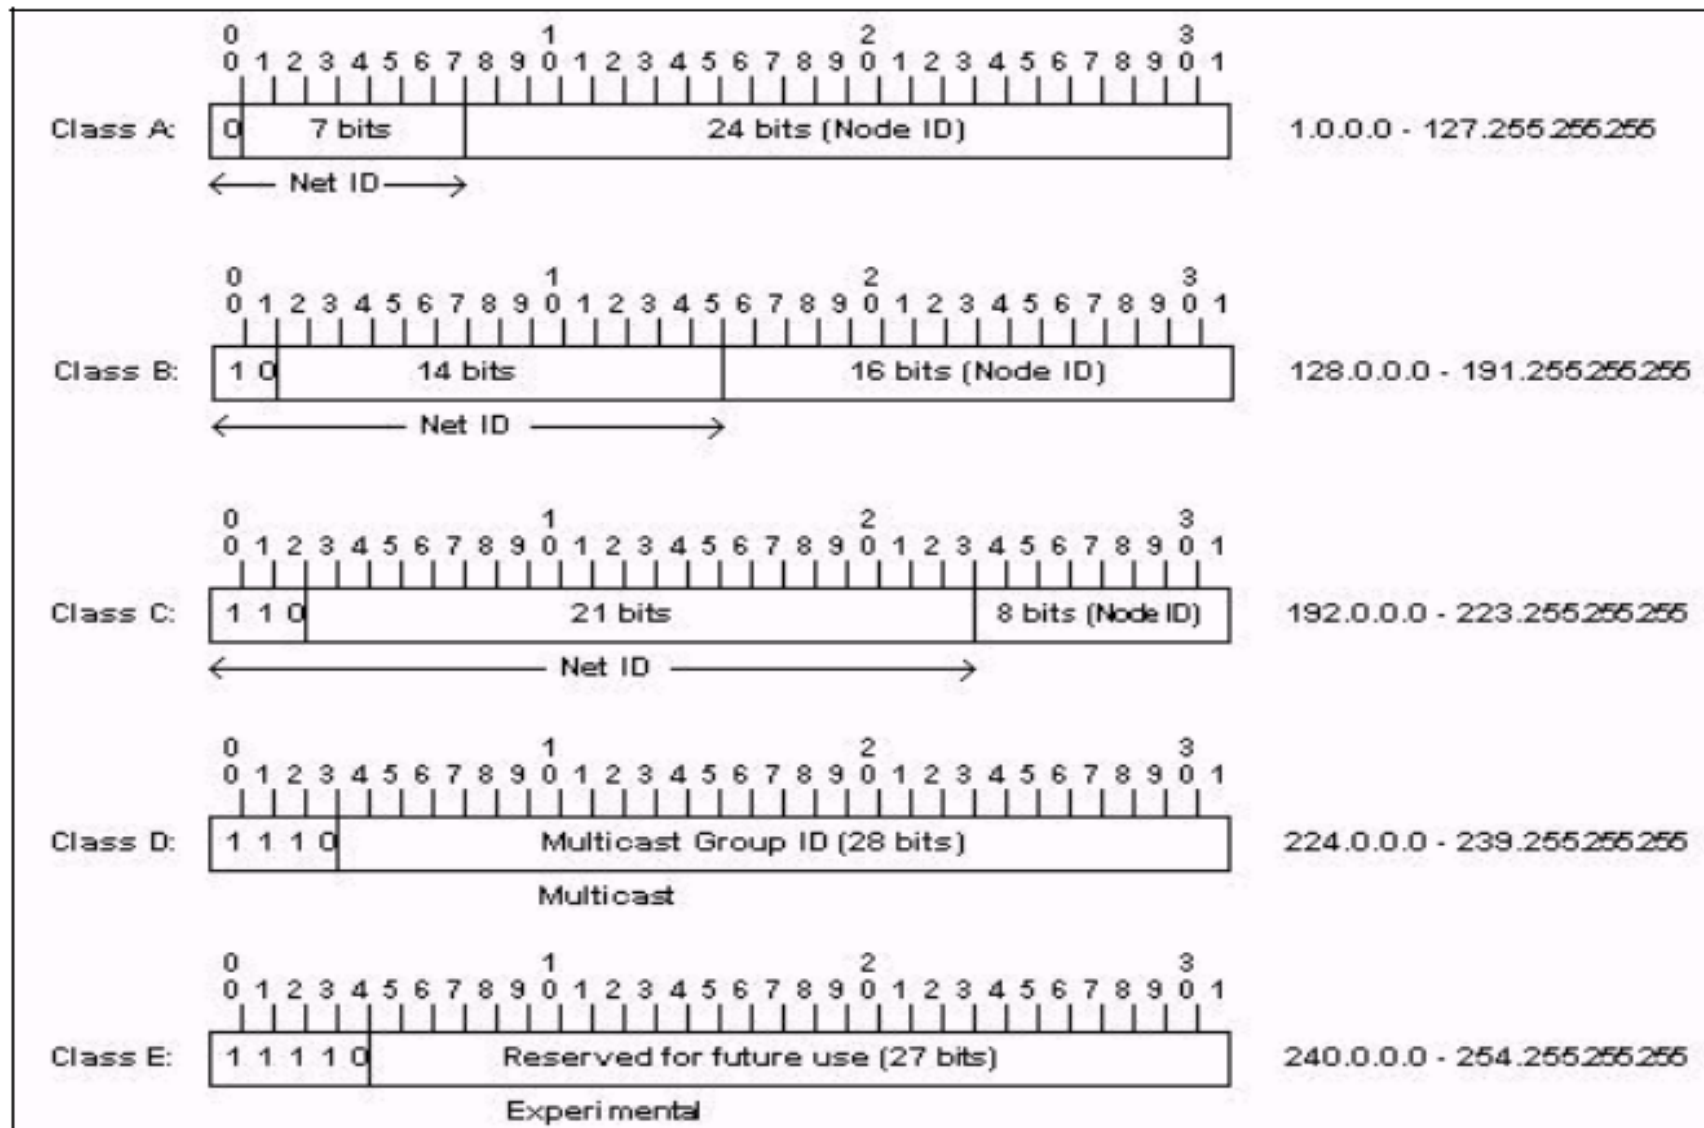 0 1 2 3
0 1 2 3 4 5 6 7 8 9 0 1 2 3 4 5 6 7 8 9 0 1 2 3 4 5 6 7 8 9 0 1
Class A: 0 7 bits 24 bits (Node ID) 1.0.0.0 - 127.255.255.255
Net ID
0 1 2 3
0 1 2 3 4 5 6 7 8 9 0 1 2 3 4 5 6 7 8 9 0 1 2 3 4 5 6 7 8 9 0 1
Class B: 1 0 14 bits 16 bits (Node ID) 128.0.0.0 - 191.255.255.255
Net ID
0 1 2 3
0 1 2 3 4 5 6 7 8 9 0 1 2 3 4 5 6 7 8 9 0 1 2 3 4 5 6 7 8 9 0 1
Class C: 1 1 0 21 bits 8 bits (Node ID) 192.0.0.0 - 223.255.255.255
Net ID
0 1 2 3
0 1 2 3 4 5 6 7 8 9 0 1 2 3 4 5 6 7 8 9 0 1 2 3 4 5 6 7 8 9 0 1
Class D: 1 1 1 0 Multicast Group ID (28 bits) 224.0.0.0 - 239.255.255.255
Multicast
0 1 2 3
0 1 2 3 4 5 6 7 8 9 0 1 2 3 4 5 6 7 8 9 0 1 2 3 4 5 6 7 8 9 0 1
Class E: 1 1 1 1 0 Reserved for future use (27 bits) 240.0.0.0 - 254.255.255.255
Experimental